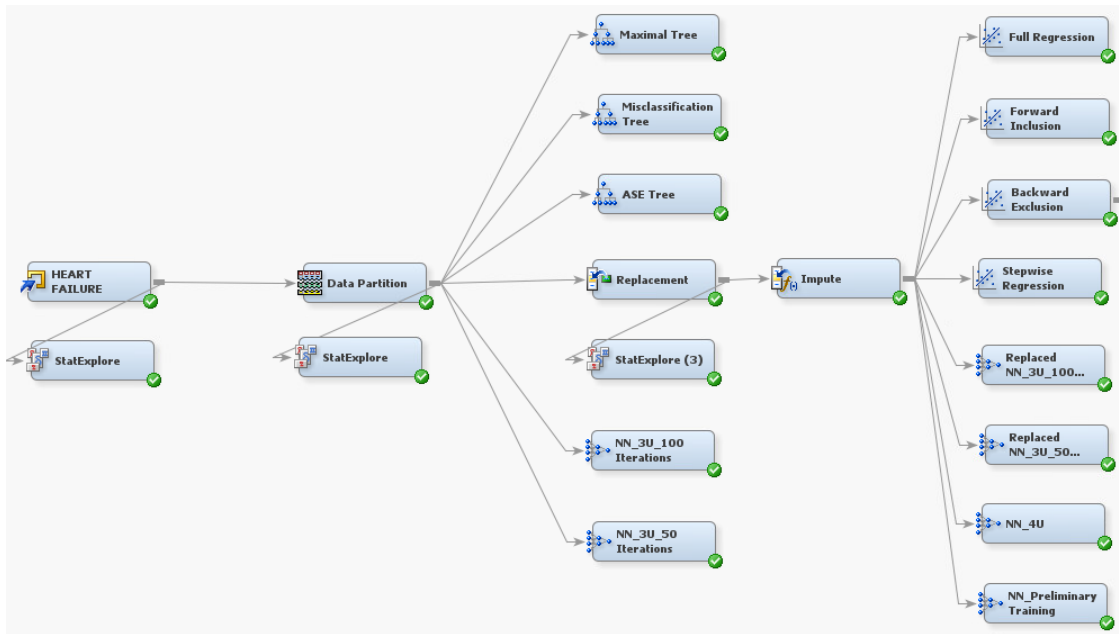 HEART
FAILURE
StatExplore
Data Partition
StatExplore
Maximal Tree
Misclassification
Tree
ASE Tree
Replacement
StatExplore (3)
NN_3U_100
Iterations
NN_3U_50
Iterations
Impute
Full Regression
Forward
Inclusion
Backward
Exclusion
Stepwise
Regression
Replaced
NN_3U_100...
Replaced
NN_3U_50...
NN_4U
NN_Preliminary
Training